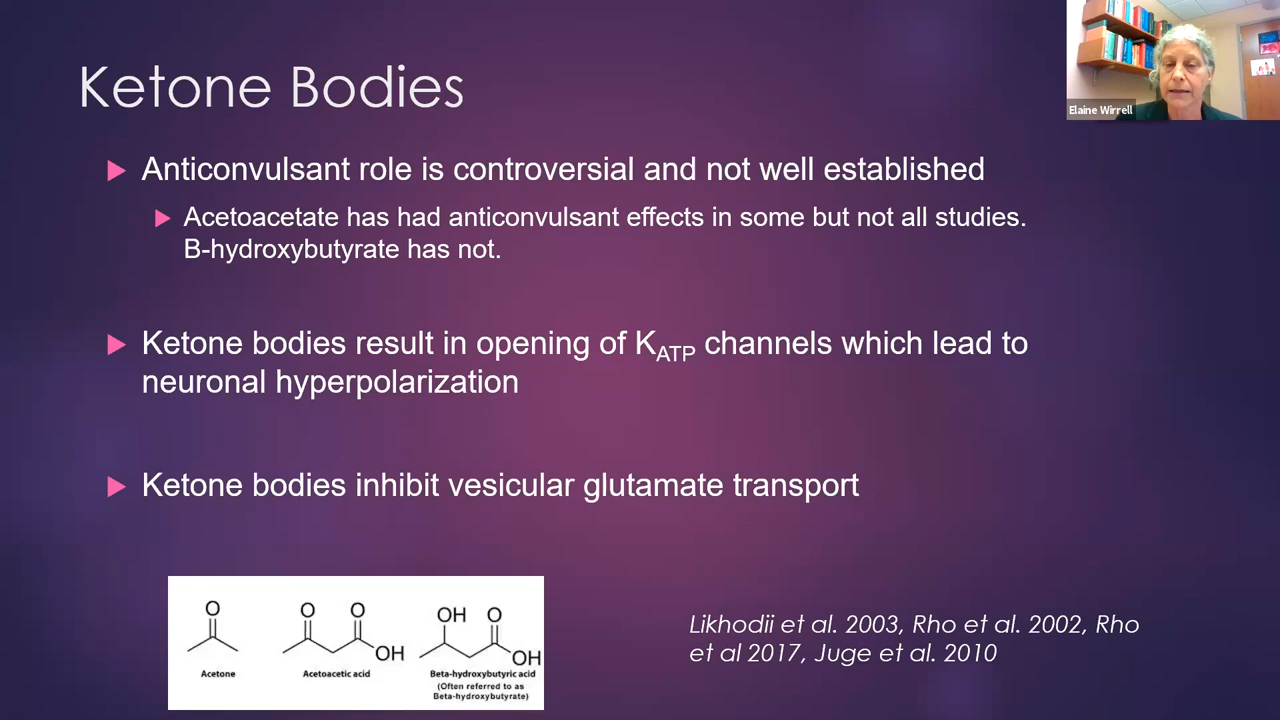 Ketone Bodies
Elaine Wirrell
Anticonvulsant role is controversial and not well established
Acetoacetate has had anticonvulsant effects in some but not all studies.
B-hydroxybutyrate has not.
Ketone bodies result in opening of KATP channels which lead to
neuronal hyperpolarization
Ketone bodies inhibit vesicular glutamate transport
O
O O
OH
OH O
OH
Acetone
Acetoacetic acid
Beta-hydroxybutyric acid
(Often referred to as
Beta-hydroxybutyrate)
Likhodii et al. 2003, Rho et al. 2002, Rho
et al 2017, Juge et al. 2010